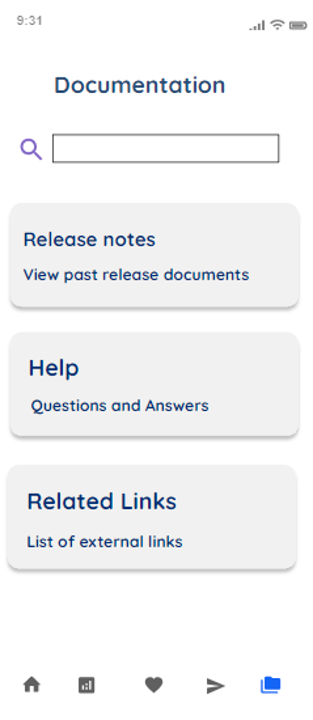 9:31
Documentation
Release notes
View past release documents
Help
Questions and Answers
Related Links
List of external links